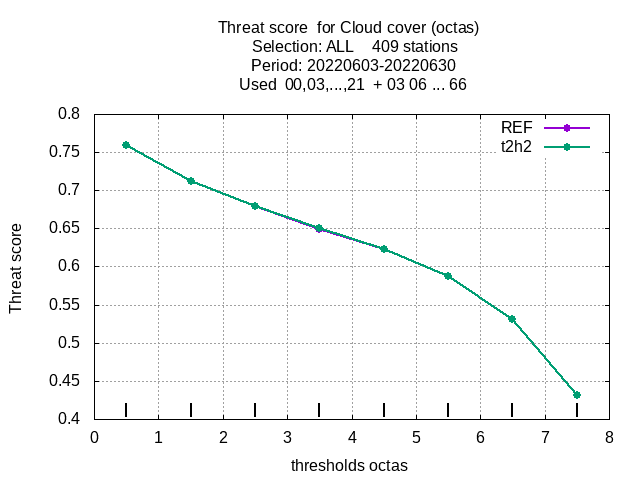 Threat score  for Cloud cover (octas)
Selection: ALL    409 stations
Period: 20220603-20220630
Used  00,03,...,21  + 03 06 ... 66
REF
t2h2
0.8
0.75
0.7
0.65
0.6
0.55
0.5
0.45
0.4
Threat score
0 1 2 3 4 5 6 7 8
thresholds octas